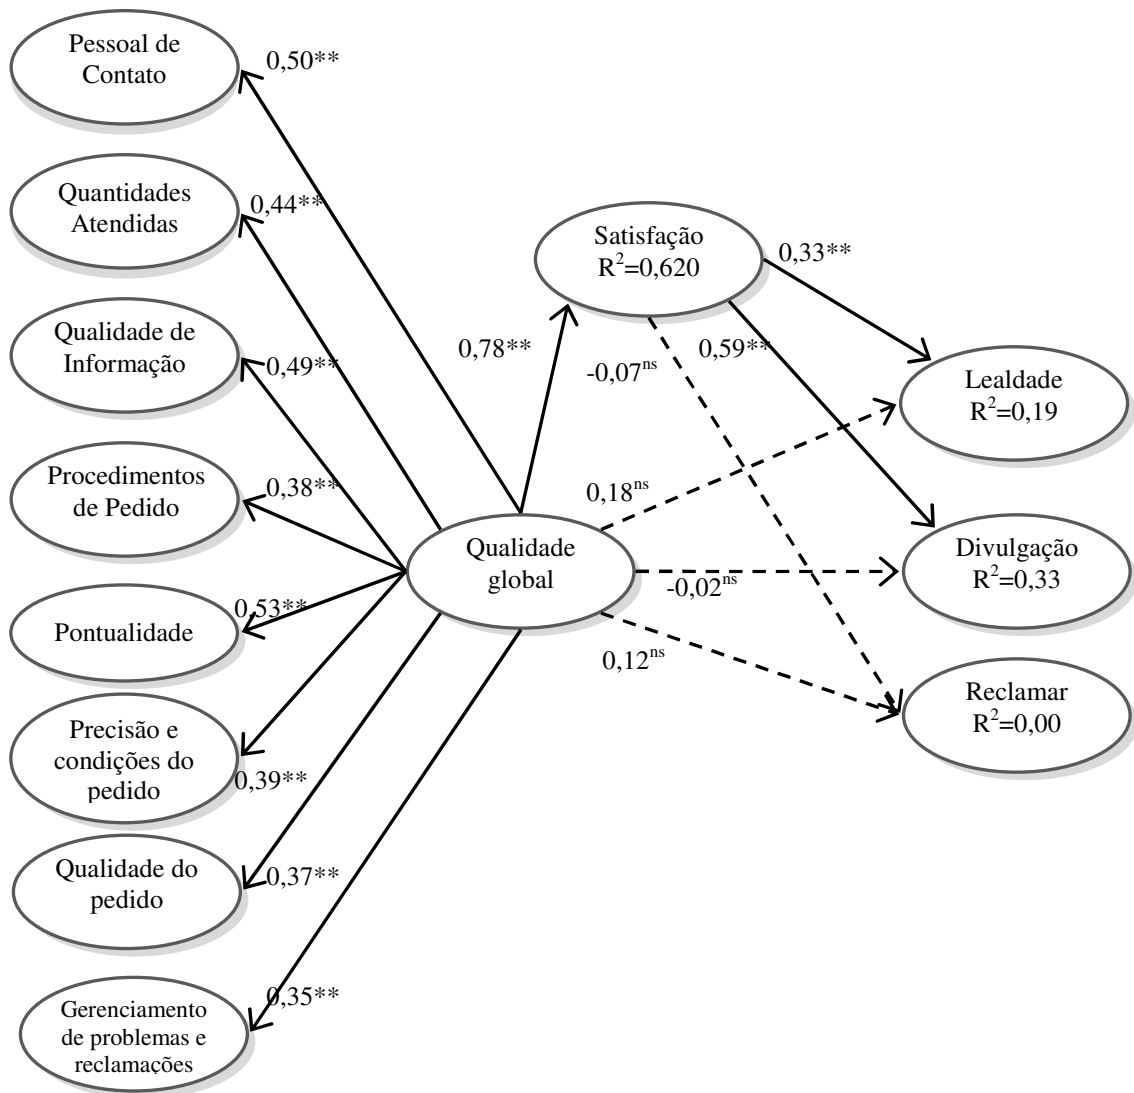 Pessoal de
Contato
0,50**
Quantidades
Atendidas
0,44**
Qualidade de
Informação
0,49**
Procedimentos
de Pedido
0,38**
Pontualidade
0,53**
Precisão e
condições do
pedido
0,39**
Qualidade do
pedido
0,37**
Gerenciamento
de problemas e
reclamações
0,35**
Qualidade
global
0,78**
Satisfação
R²=0,620
0,33**
0,59**
-0,07ⁿˢ
0,18ⁿˢ
-0,02ⁿˢ
0,12ⁿˢ
Lealdade
R²=0,19
Divulgação
R²=0,33
Reclamar
R²=0,00